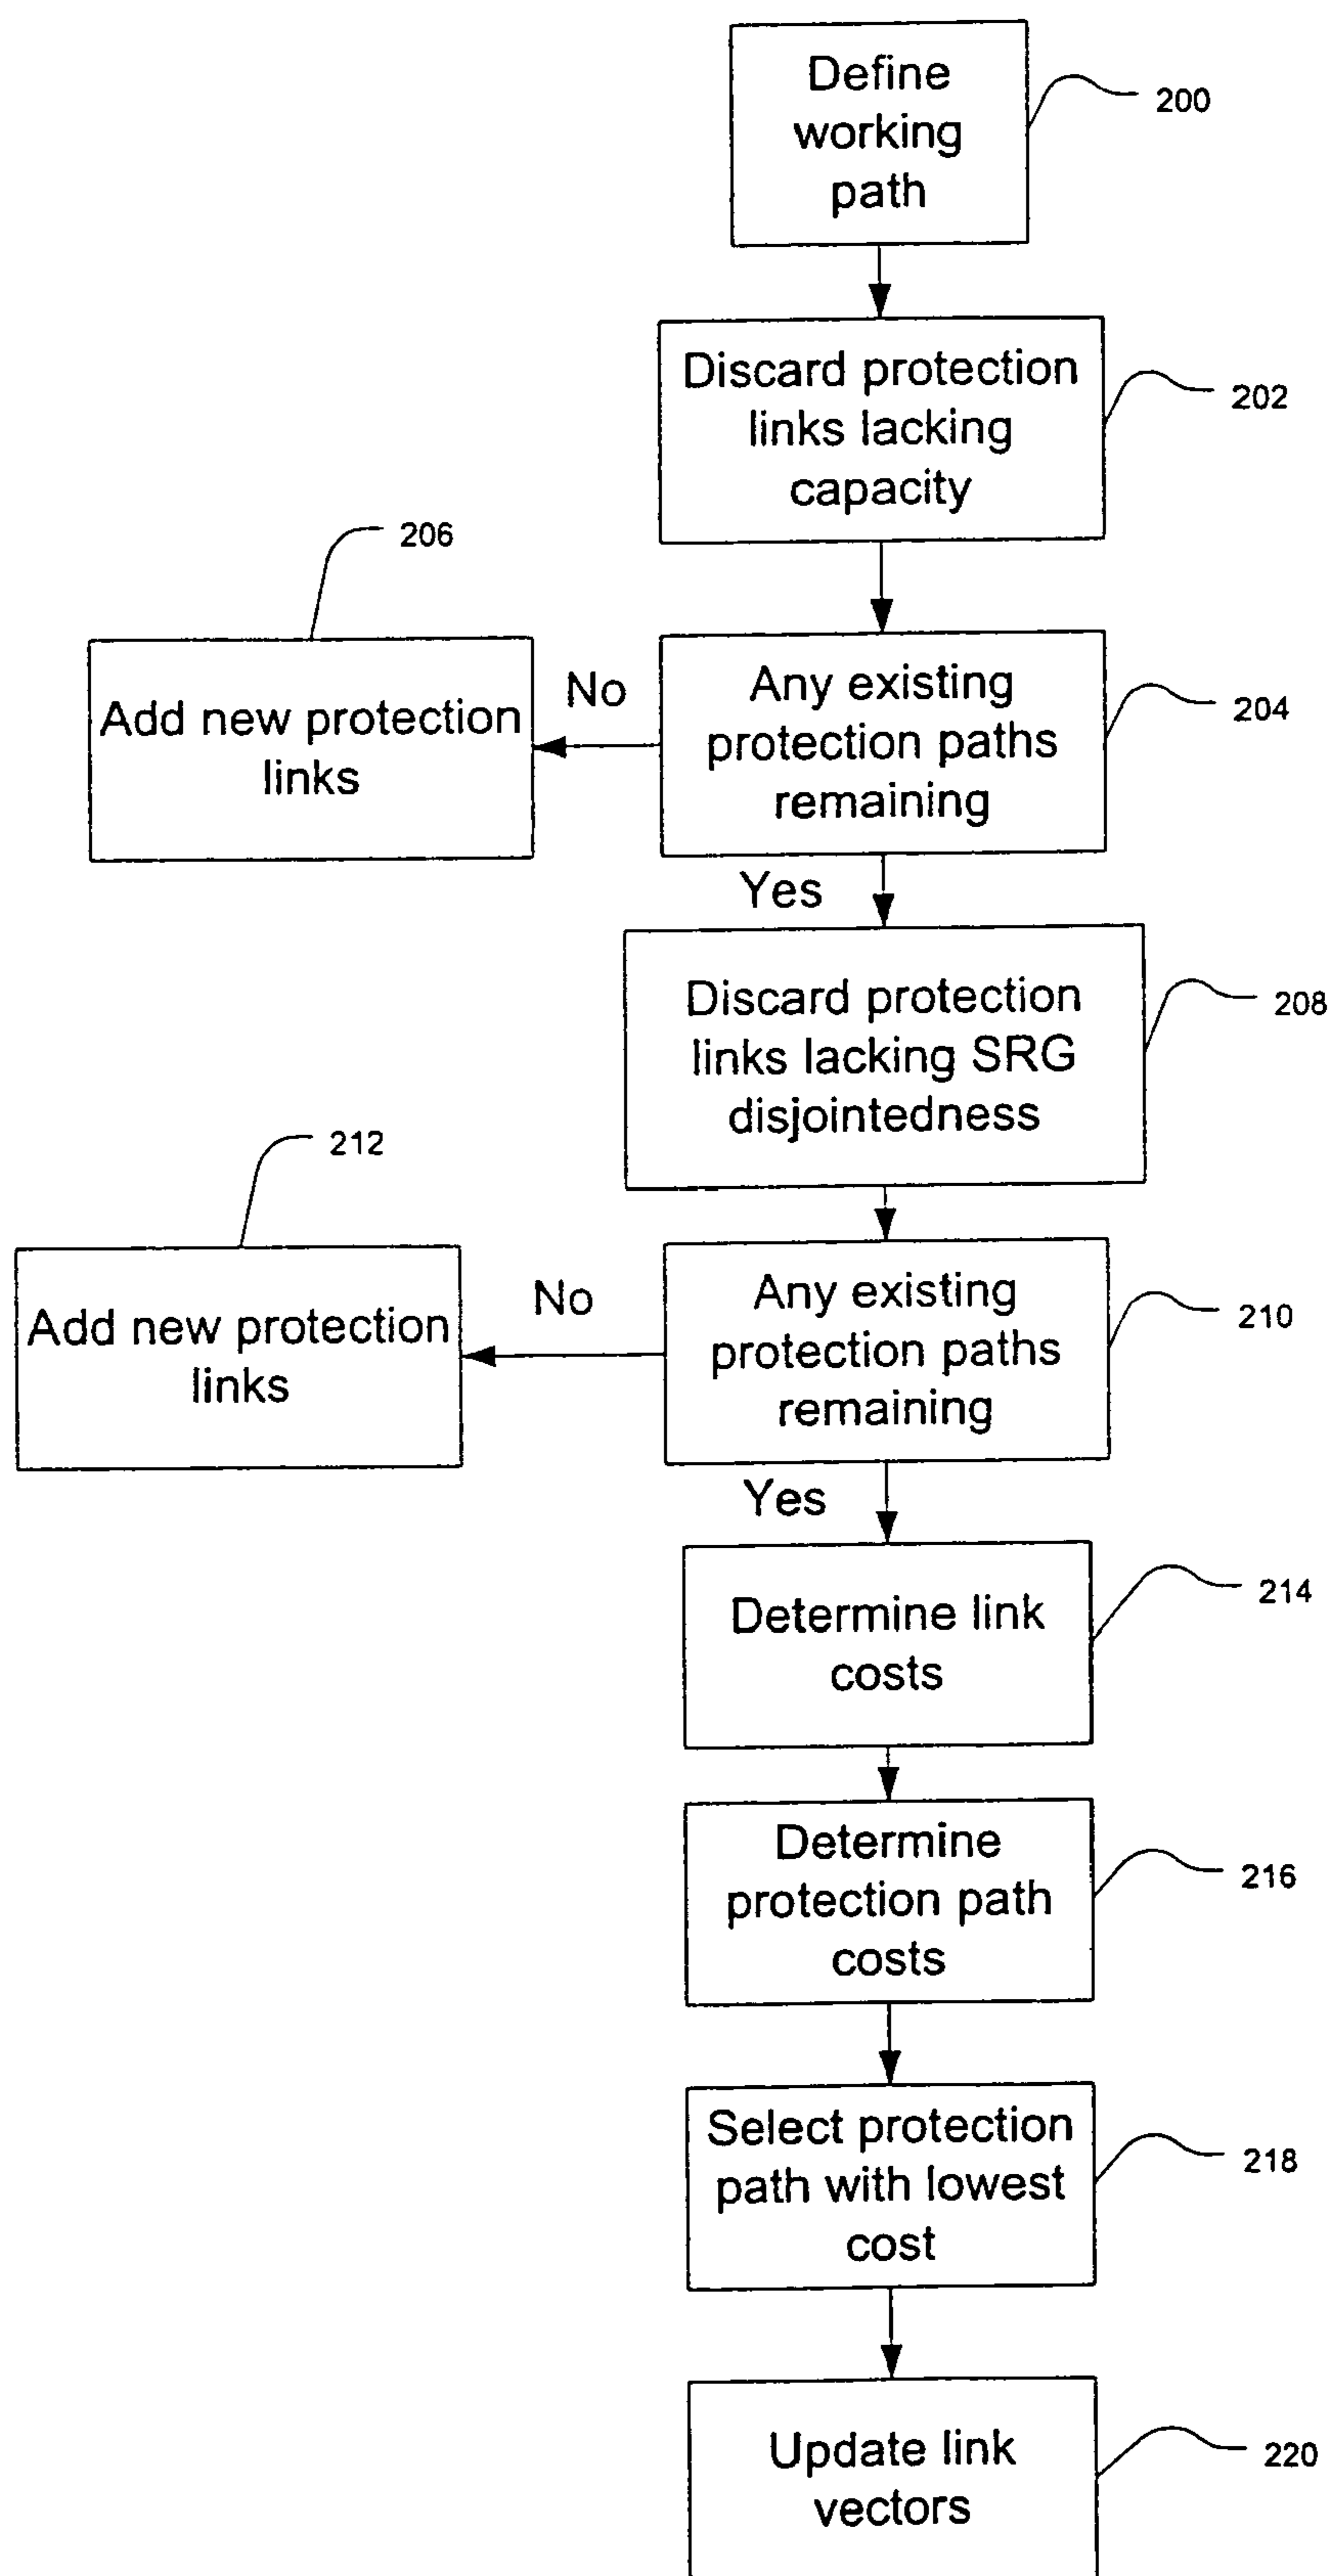 Define
working
path
200
Discard protection
links lacking
capacity
202
206
Add new protection
links
No
Any existing
protection paths
remaining
204
Yes
Discard protection
links lacking SRG
disjointedness
208
212
Add new protection
links
No
Any existing
protection paths
remaining
210
Yes
Determine link
costs
214
Determine
protection path
costs
216
Select protection
path with lowest
cost
218
Update link
vectors
220